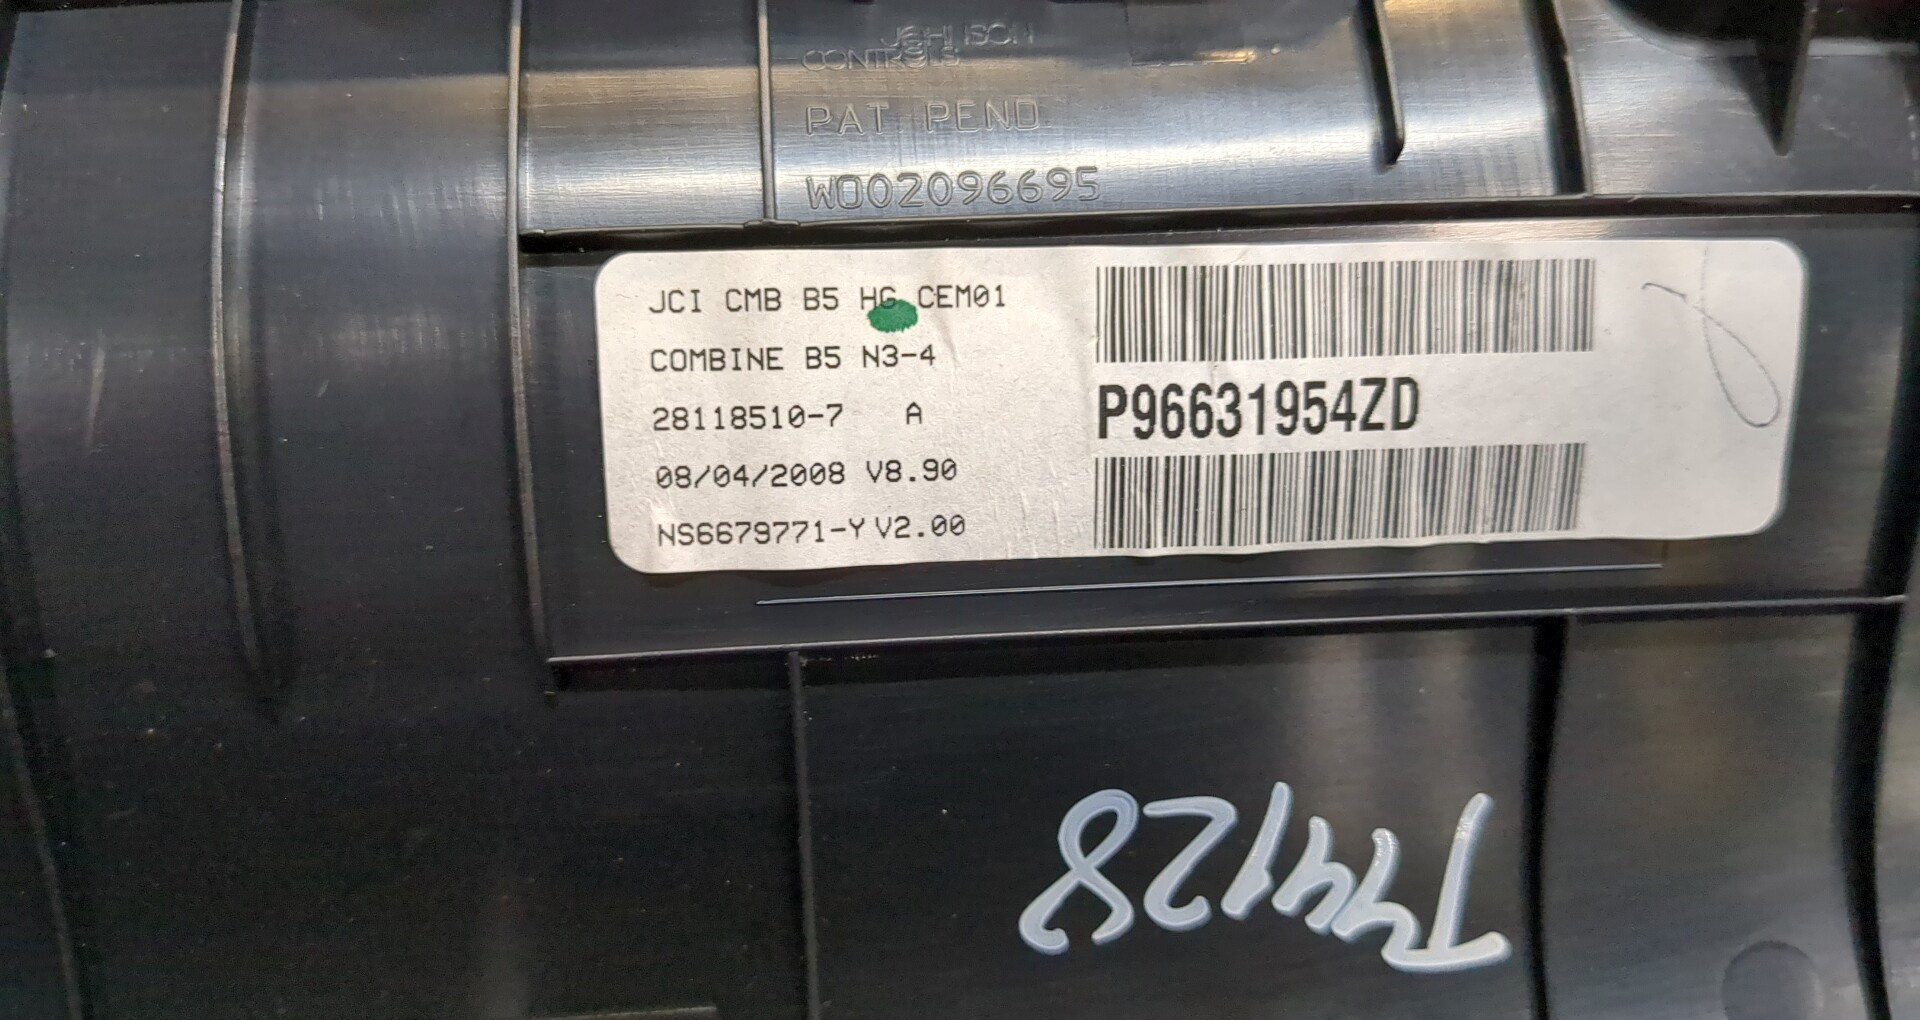 JOHNSON
CONTROLS
PAT PEND
WO02096695
JCI CMB B5 HG CEM01
COMBINE B5 N3-4
28118510-7 A
08/04/2008 V8.90
NS6679771-Y V2.00
P96631954ZD
T4128